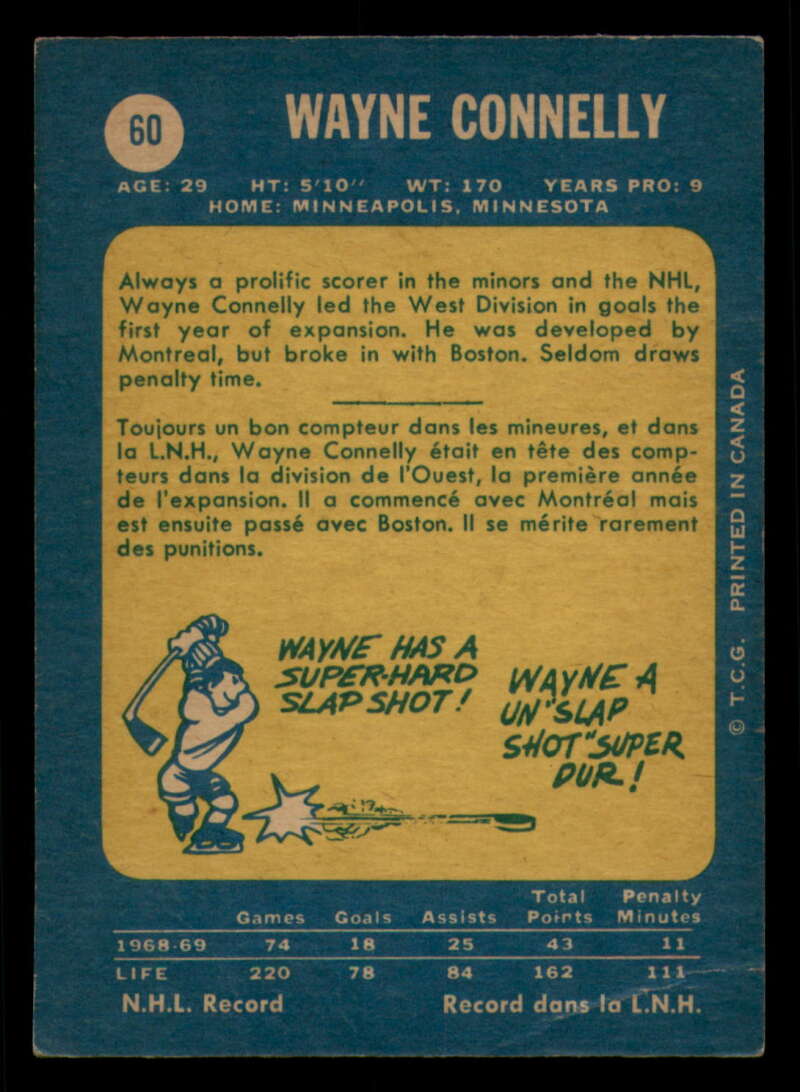 60
WAYNE CONNELLY
AGE: 29 HT: 5'10'' WT: 170 YEARS PRO: 9
HOME: MINNEAPOLIS, MINNESOTA
Always a prolific scorer in the minors and the NHL,
Wayne Connelly led the West Division in goals the
first year of expansion. He was developed by
Montreal, but broke in with Boston. Seldom draws
penalty time.
Toujours un bon compteur dans les mineures, et dans
la L.N.H., Wayne Connelly était en tête des comp-
teurs dans la division de l'Ouest, la première année
de l'expansion. Il a commencé avec Montréal mais
est ensuite passé avec Boston. Il se mérite rarement
des punitions.
WAYNE HAS A
SUPER-HARD
SLAP SHOT!
WAYNE A
UN "SLAP
SHOT" SUPER
DUR!
© T.C.G. PRINTED IN CANADA
Games Goals Assists Total Points Penalty Minutes
1968-69 74 18 25 43 11
LIFE 220 78 84 162 111
N.H.L. Record Record dans la L.N.H.